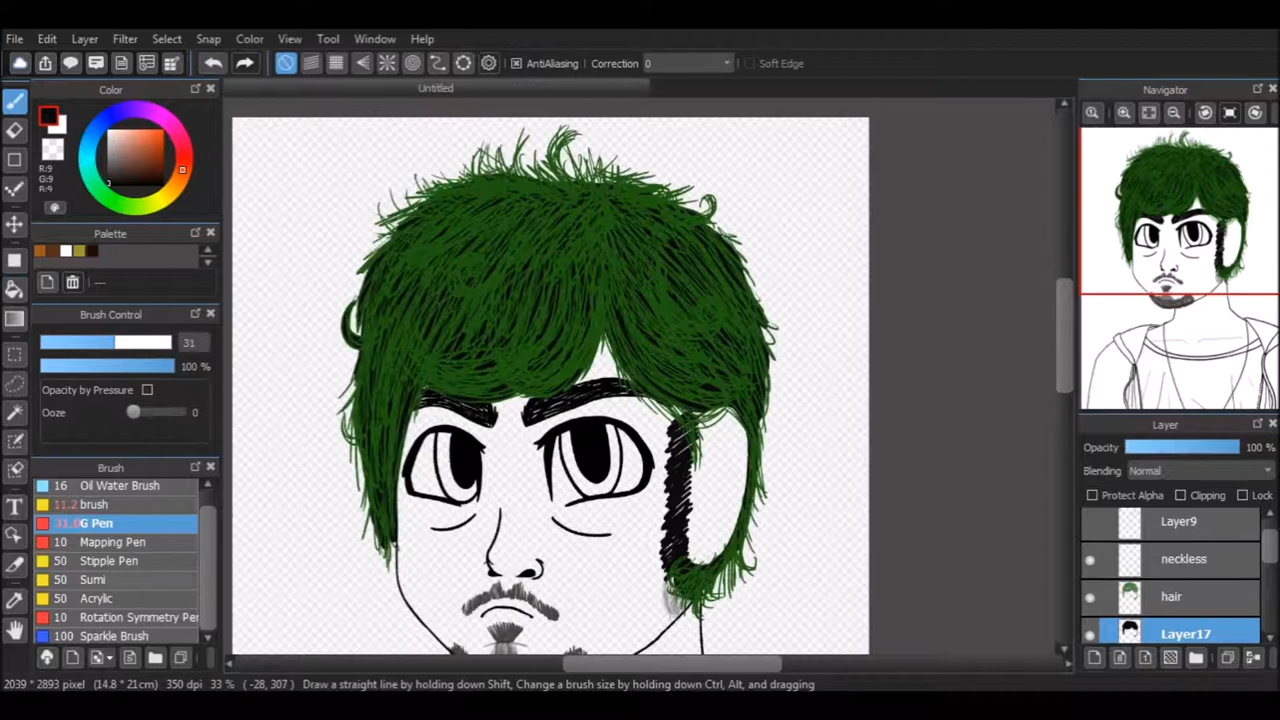 File Edit Layer Filter Select Snap Color View Tool Window Help
AntiAliasing Correction 0 Soft Edge
Color
R:9
G:9
B:9
Palette
---
Brush Control
31
100 %
Opacity by Pressure
Ooze 0
Brush
16 Oil Water Brush
11.2 brush
31.0 G Pen
10 Mapping Pen
50 Stipple Pen
50 Sumi
50 Acrylic
10 Rotation Symmetry Pen
100 Sparkle Brush
Untitled
Navigator
Layer
Opacity 100 %
Blending Normal
Protect Alpha Clipping Lock
Layer9
neckless
hair
Layer17
2039 * 2893 pixel (14.8 * 21cm) 350 dpi 33 % ( -28, 307 ) Draw a straight line by holding down Shift, Change a brush size by holding down Ctrl, Alt, and dragging